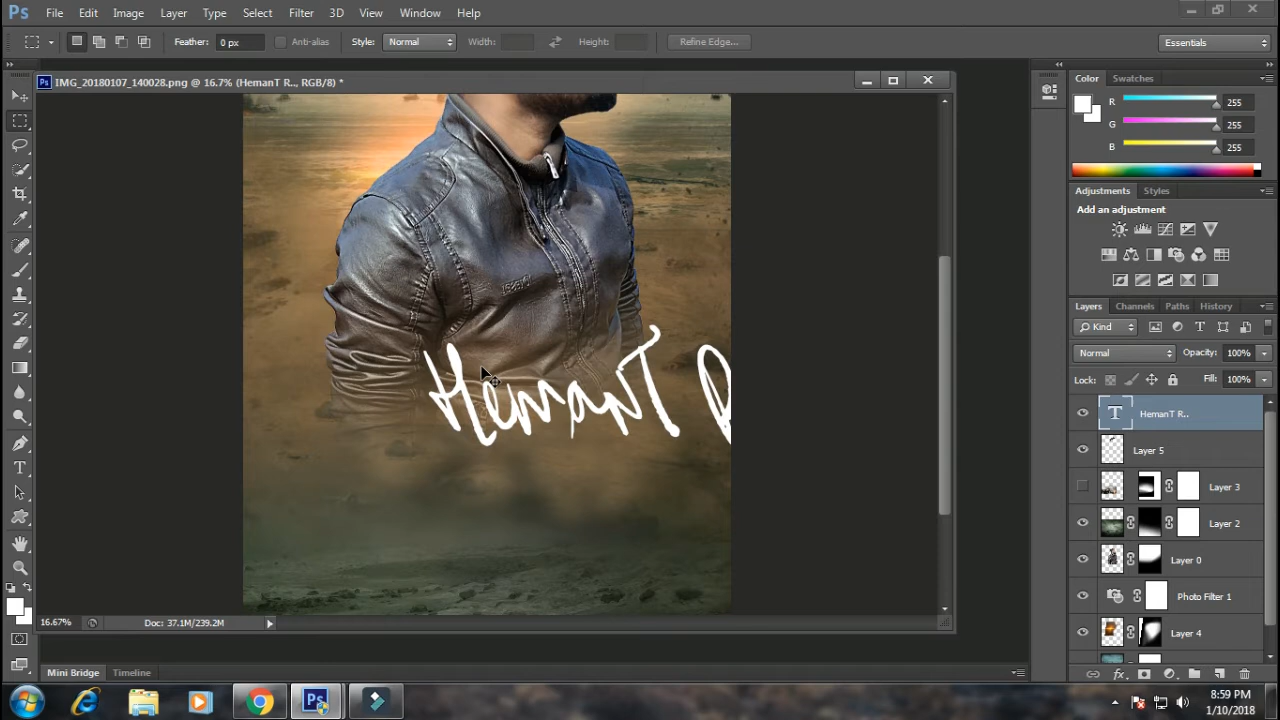 Ps File Edit Image Layer Type Select Filter 3D View Window Help
Feather: 0 px Anti-alias Style: Normal Width: Height: Refine Edge... Essentials
IMG_20180107_140028.png @ 16.7% (HemanT R.., RGB/8) *
Color Swatches
R 255
G 255
B 255
Adjustments Styles
Add an adjustment
Layers Channels Paths History
Kind
Normal Opacity: 100%
Lock: Fill: 100%
HemanT R..
Layer 5
Layer 3
Layer 2
Layer 0
Photo Filter 1
Layer 4
HemanT R
16.67% Doc: 37.1M/239.2M
Mini Bridge Timeline
8:59 PM
1/10/2018